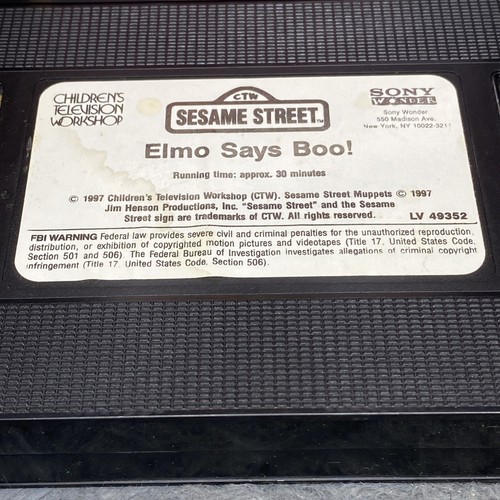 CHILDREN'S
TELEVISION
WORKSHOP
CTW
SESAME STREET™
SONY
WONDER
Sony Wonder
550 Madison Ave.
New York, NY 10022-3211
Elmo Says Boo!
Running time: approx. 30 minutes
© 1997 Children's Television Workshop (CTW). Sesame Street Muppets © 1997
Jim Henson Productions, Inc. "Sesame Street" and the Sesame
Street sign are trademarks of CTW. All rights reserved.
LV 49352
FBI WARNING Federal law provides severe civil and criminal penalties for the unauthorized reproduction,
distribution, or exhibition of copyrighted motion pictures and videotapes (Title 17, United States Code,
Section 501 and 506). The Federal Bureau of Investigation investigates allegations of criminal copyright
infringement (Title 17, United States Code, Section 506).